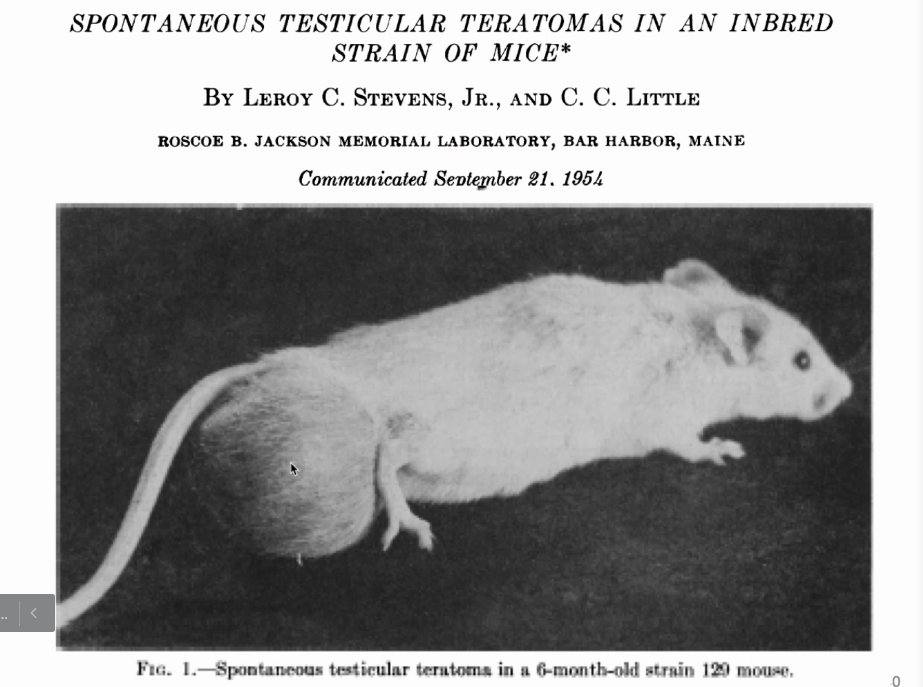 SPONTANEOUS TESTICULAR TERATOMAS IN AN INBRED
STRAIN OF MICE*
BY LEROY C. STEVENS, JR., AND C. C. LITTLE
ROSCOE B. JACKSON MEMORIAL LABORATORY, BAR HARBOR, MAINE
Communicated September 21, 1954
FIG. 1.—Spontaneous testicular teratoma in a 6-month-old strain 129 mouse.
..
0